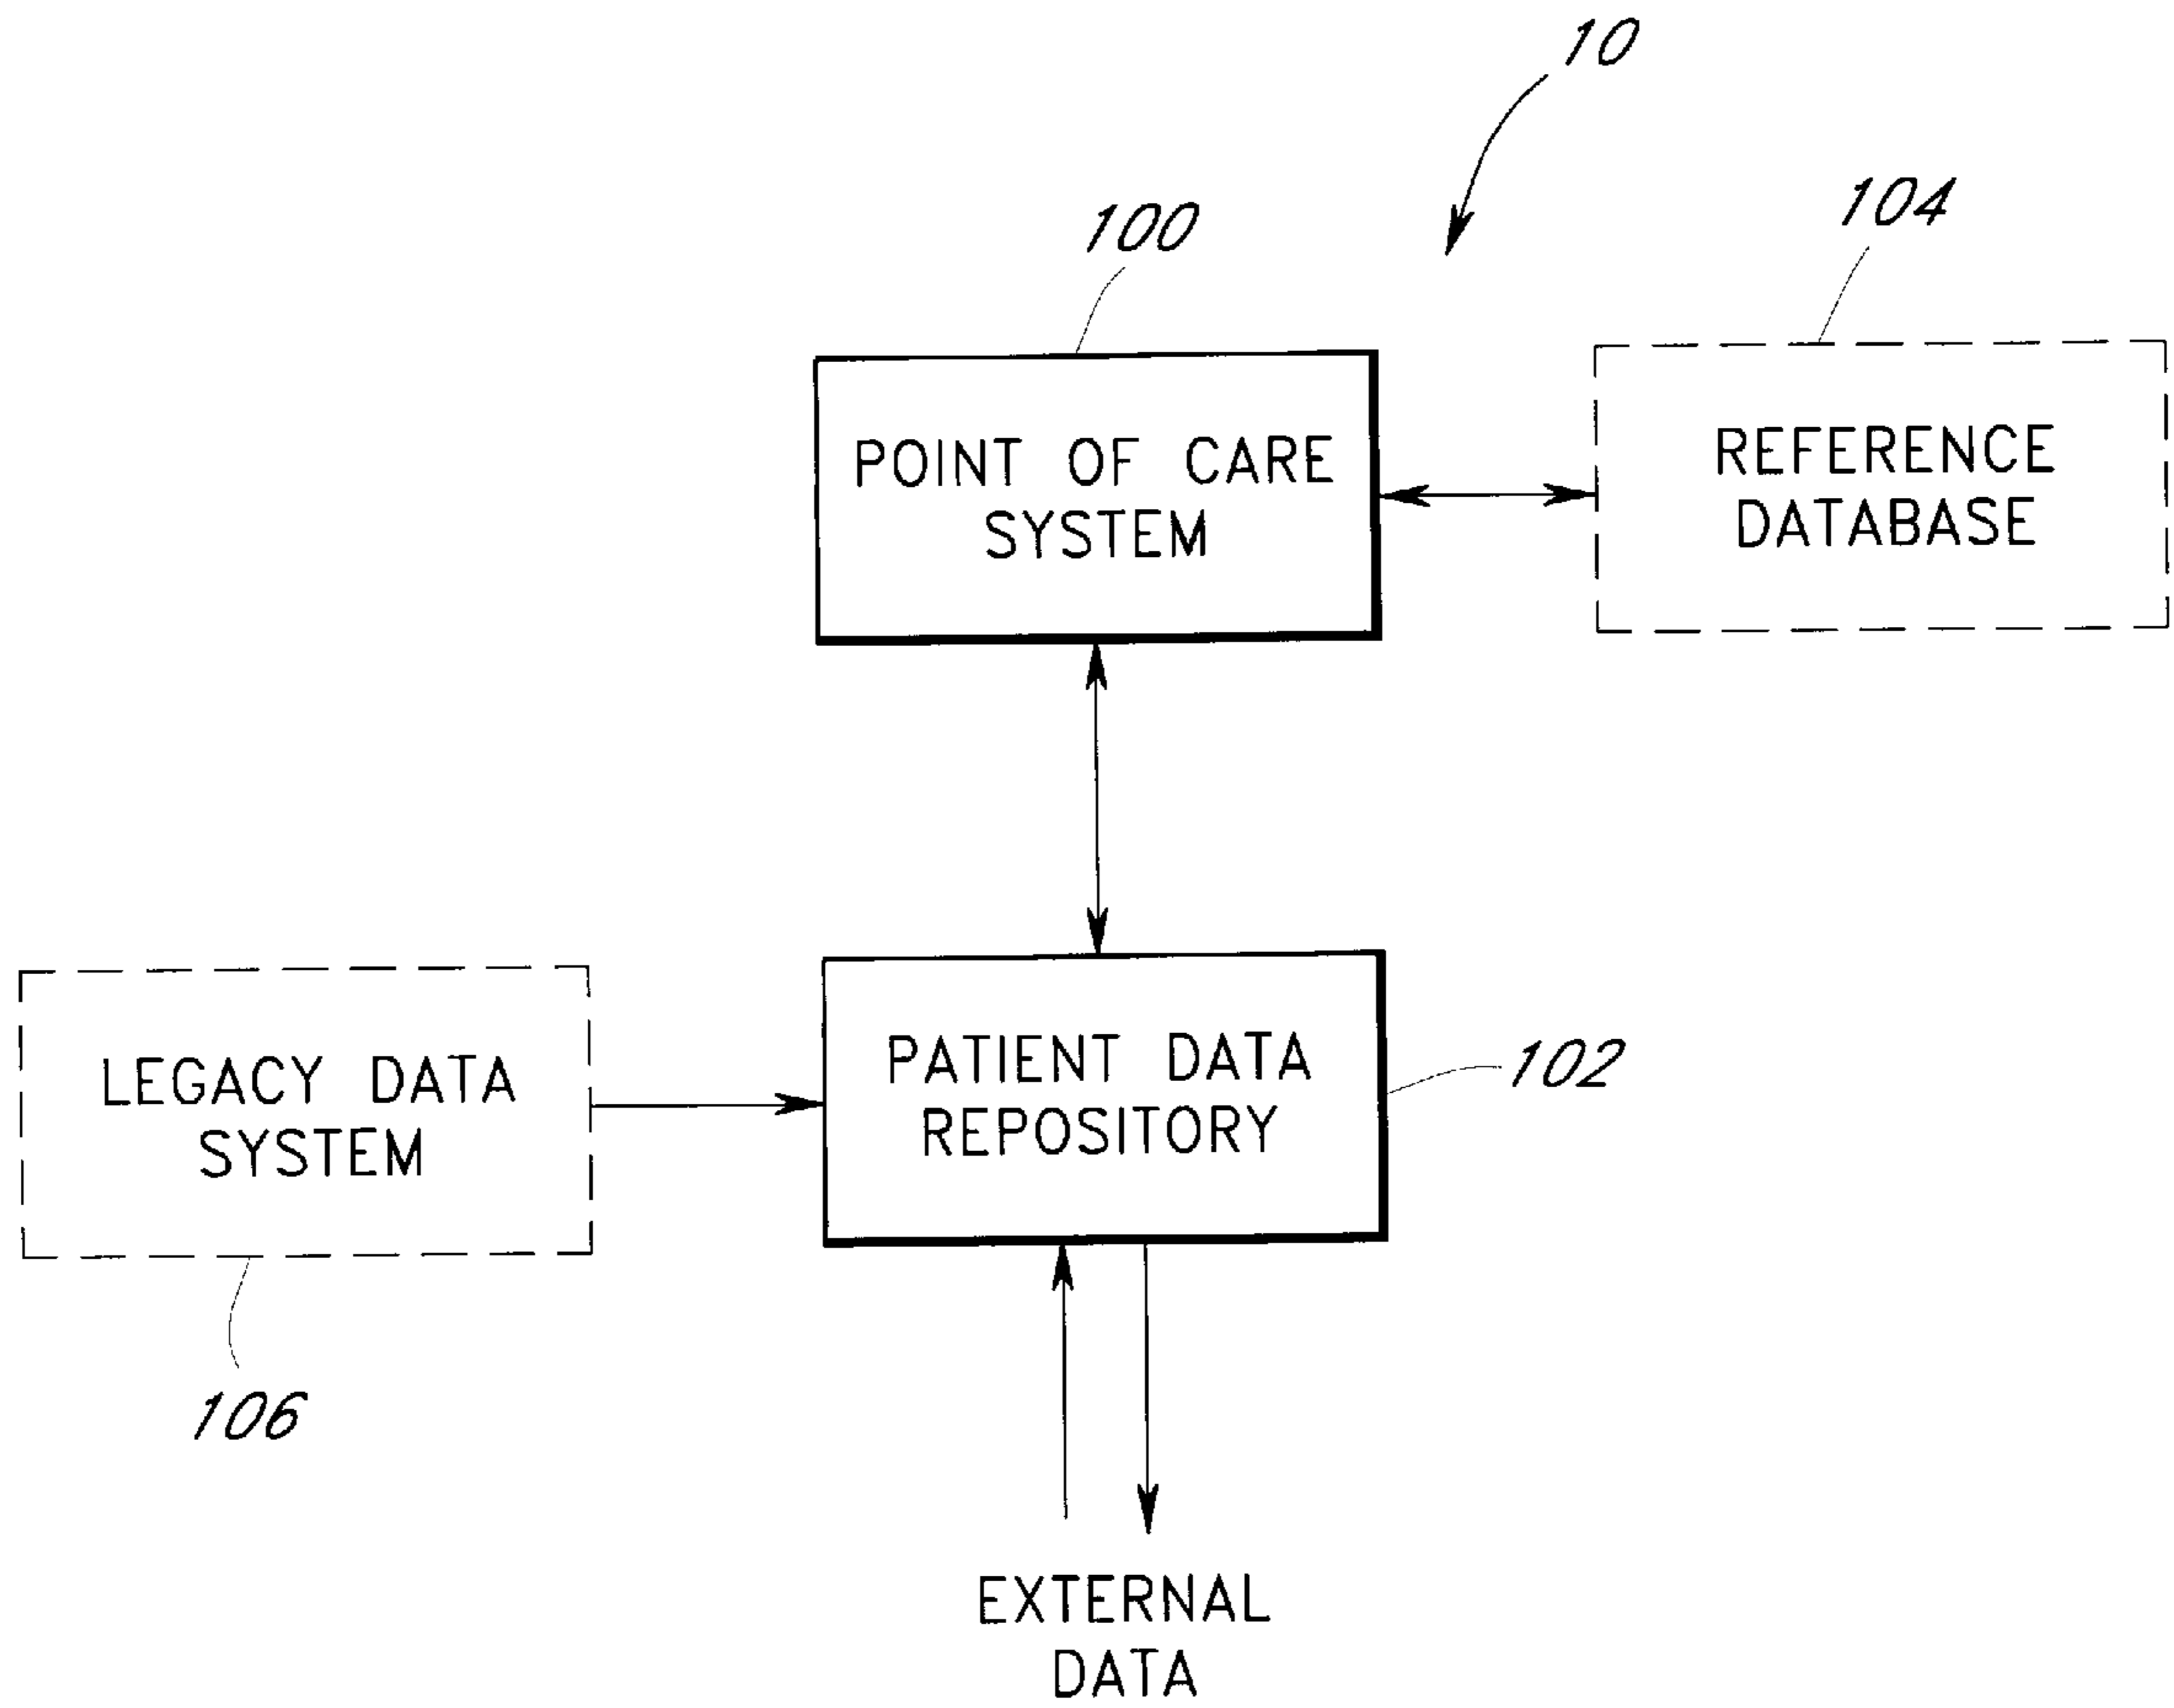 10
100
104
POINT OF CARE
SYSTEM
REFERENCE
DATABASE
LEGACY DATA
SYSTEM
106
PATIENT DATA
REPOSITORY
102
EXTERNAL
DATA